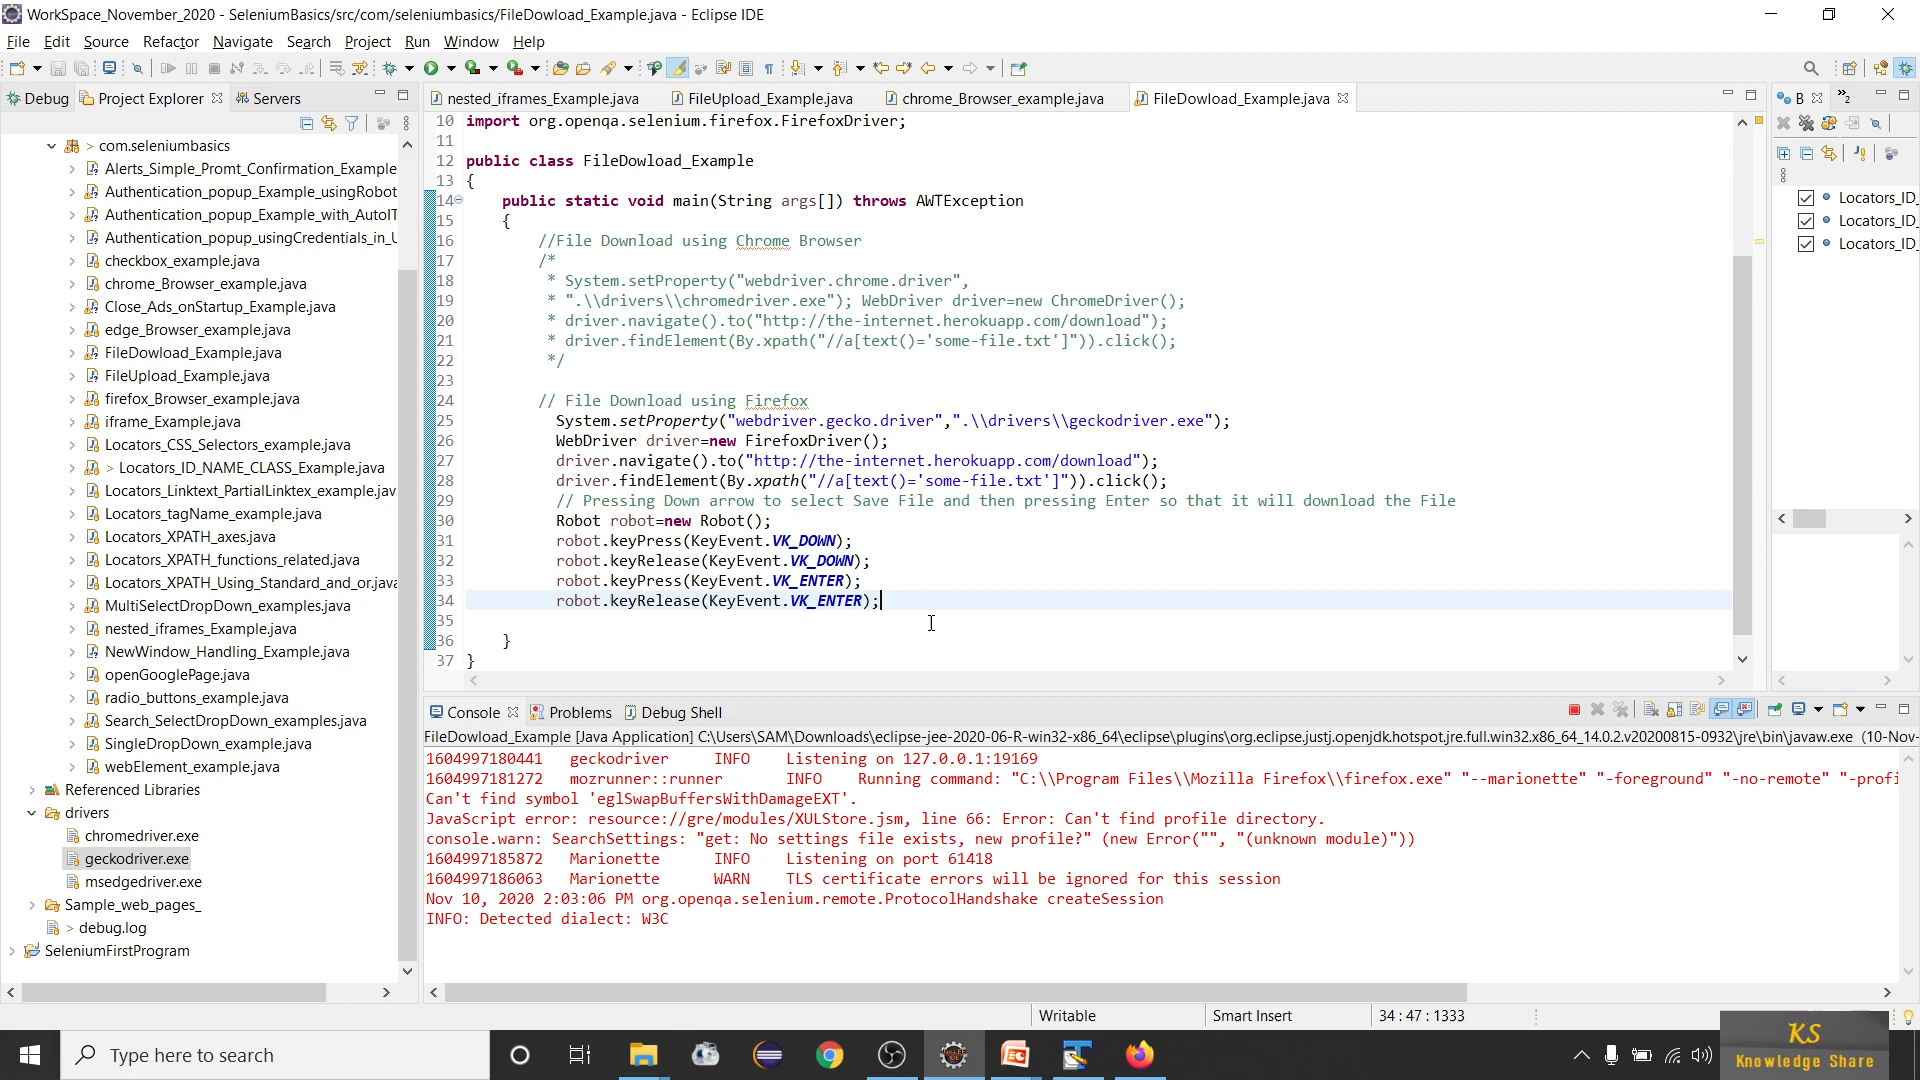 WorkSpace_November_2020 - SeleniumBasics/src/com/seleniumbasics/FileDowload_Example.java - Eclipse IDE
File Edit Source Refactor Navigate Search Project Run Window Help
Debug Project Explorer Servers
nested_iframes_Example.java FileUpload_Example.java chrome_Browser_example.java FileDowload_Example.java
B »2
> com.seleniumbasics
Alerts_Simple_Promt_Confirmation_Example
Authentication_popup_Example_usingRobot
Authentication_popup_Example_with_AutoIT
Authentication_popup_usingCredentials_in_U
checkbox_example.java
chrome_Browser_example.java
Close_Ads_onStartup_Example.java
edge_Browser_example.java
FileDowload_Example.java
FileUpload_Example.java
firefox_Browser_example.java
iframe_Example.java
Locators_CSS_Selectors_example.java
> Locators_ID_NAME_CLASS_Example.java
Locators_Linktext_PartialLinktex_example.jav
Locators_tagName_example.java
Locators_XPATH_axes.java
Locators_XPATH_functions_related.java
Locators_XPATH_Using_Standard_and_or.java
MultiSelectDropDown_examples.java
nested_iframes_Example.java
NewWindow_Handling_Example.java
openGooglePage.java
radio_buttons_example.java
Search_SelectDropDown_examples.java
SingleDropDown_example.java
webElement_example.java
Referenced Libraries
drivers
chromedriver.exe
geckodriver.exe
msedgedriver.exe
Sample_web_pages_
> debug.log
SeleniumFirstProgram
10 import org.openqa.selenium.firefox.FirefoxDriver;
11
12 public class FileDowload_Example
13 {
14 public static void main(String args[]) throws AWTException
15 {
16 //File Download using Chrome Browser
17 /*
18 * System.setProperty("webdriver.chrome.driver",
19 * ".\\drivers\\chromedriver.exe"); WebDriver driver=new ChromeDriver();
20 * driver.navigate().to("http://the-internet.herokuapp.com/download");
21 * driver.findElement(By.xpath("//a[text()='some-file.txt']")).click();
22 */
23
24 // File Download using Firefox
25 System.setProperty("webdriver.gecko.driver",".\\drivers\\geckodriver.exe");
26 WebDriver driver=new FirefoxDriver();
27 driver.navigate().to("http://the-internet.herokuapp.com/download");
28 driver.findElement(By.xpath("//a[text()='some-file.txt']")).click();
29 // Pressing Down arrow to select Save File and then pressing Enter so that it will download the File
30 Robot robot=new Robot();
31 robot.keyPress(KeyEvent.VK_DOWN);
32 robot.keyRelease(KeyEvent.VK_DOWN);
33 robot.keyPress(KeyEvent.VK_ENTER);
34 robot.keyRelease(KeyEvent.VK_ENTER);
35
36 }
37 }
Locators_ID_
Locators_ID_
Locators_ID_
Console Problems Debug Shell
FileDowload_Example [Java Application] C:\Users\SAM\Downloads\eclipse-jee-2020-06-R-win32-x86_64\eclipse\plugins\org.eclipse.justj.openjdk.hotspot.jre.full.win32.x86_64_14.0.2.v20200815-0932\jre\bin\javaw.exe (10-Nov-
1604997180441 geckodriver INFO Listening on 127.0.0.1:19169
1604997181272 mozrunner::runner INFO Running command: "C:\\Program Files\\Mozilla Firefox\\firefox.exe" "--marionette" "-foreground" "-no-remote" "-profi
Can't find symbol 'eglSwapBuffersWithDamageEXT'.
JavaScript error: resource://gre/modules/XULStore.jsm, line 66: Error: Can't find profile directory.
console.warn: SearchSettings: "get: No settings file exists, new profile?" (new Error("", "(unknown module)"))
1604997185872 Marionette INFO Listening on port 61418
1604997186063 Marionette WARN TLS certificate errors will be ignored for this session
Nov 10, 2020 2:03:06 PM org.openqa.selenium.remote.ProtocolHandshake createSession
INFO: Detected dialect: W3C
Writable Smart Insert 34 : 47 : 1333
Type here to search
KS
Knowledge Share